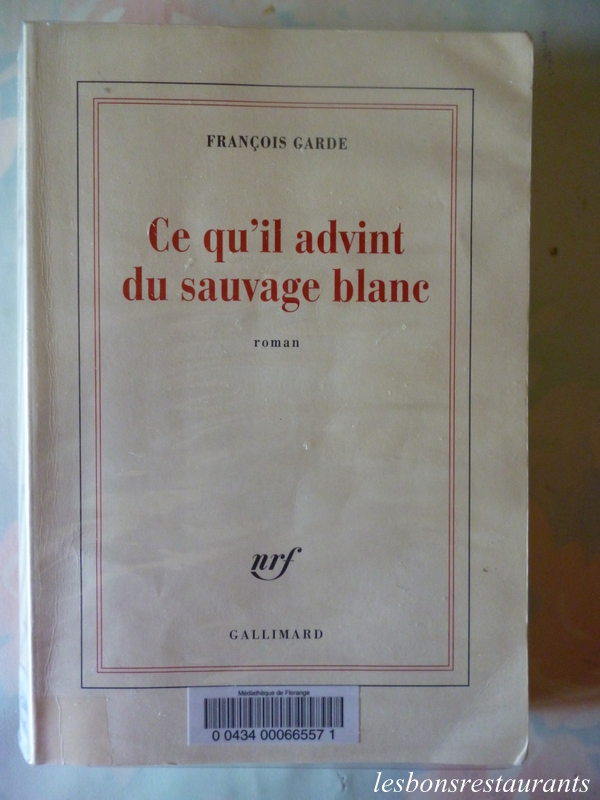 FRANÇOIS GARDE
Ce qu'il advint
du sauvage blanc
roman
nrf
GALLIMARD
Médiathèque de Florange
0 0434 00066557 1
lesbonsrestaurants